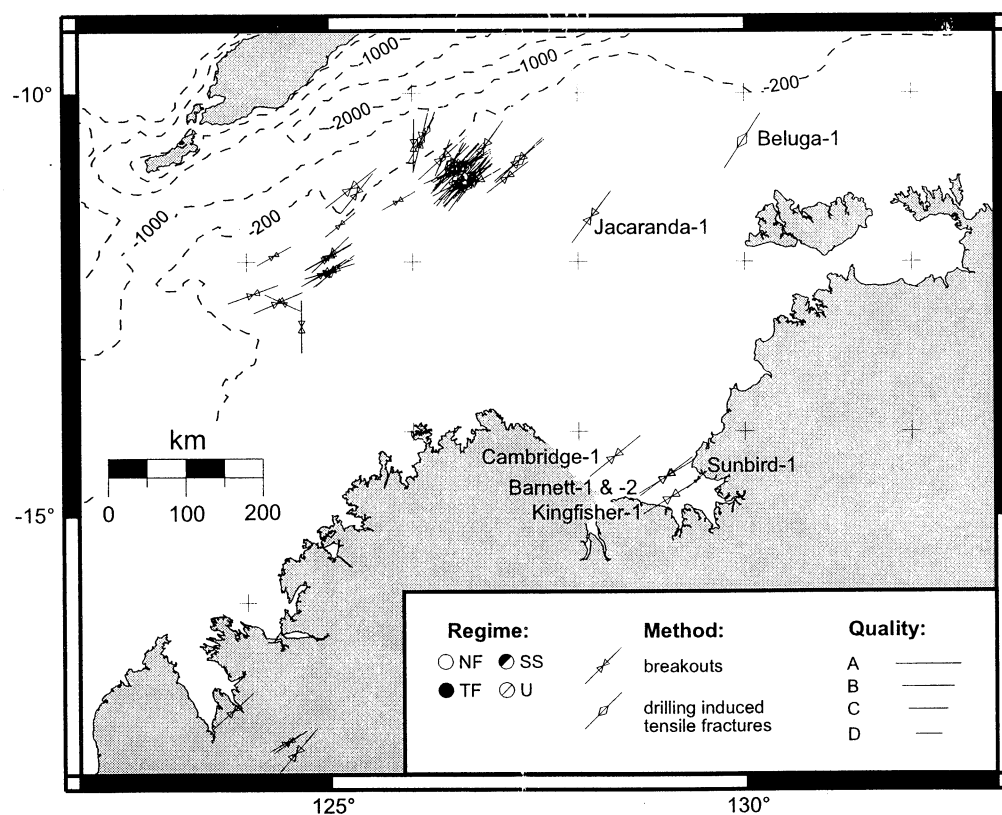 -1000
-1000
-10°
-200
-2000
Beluga-1
-1000
-200
Jacaranda-1
km
0 100 200
Cambridge-1
Sunbird-1
Barnett-1 & -2
Kingfisher-1
-15°
Regime:
NF SS
TF U
Method:
breakouts
drilling induced
tensile fractures
Quality:
A
B
C
D
125° 130°